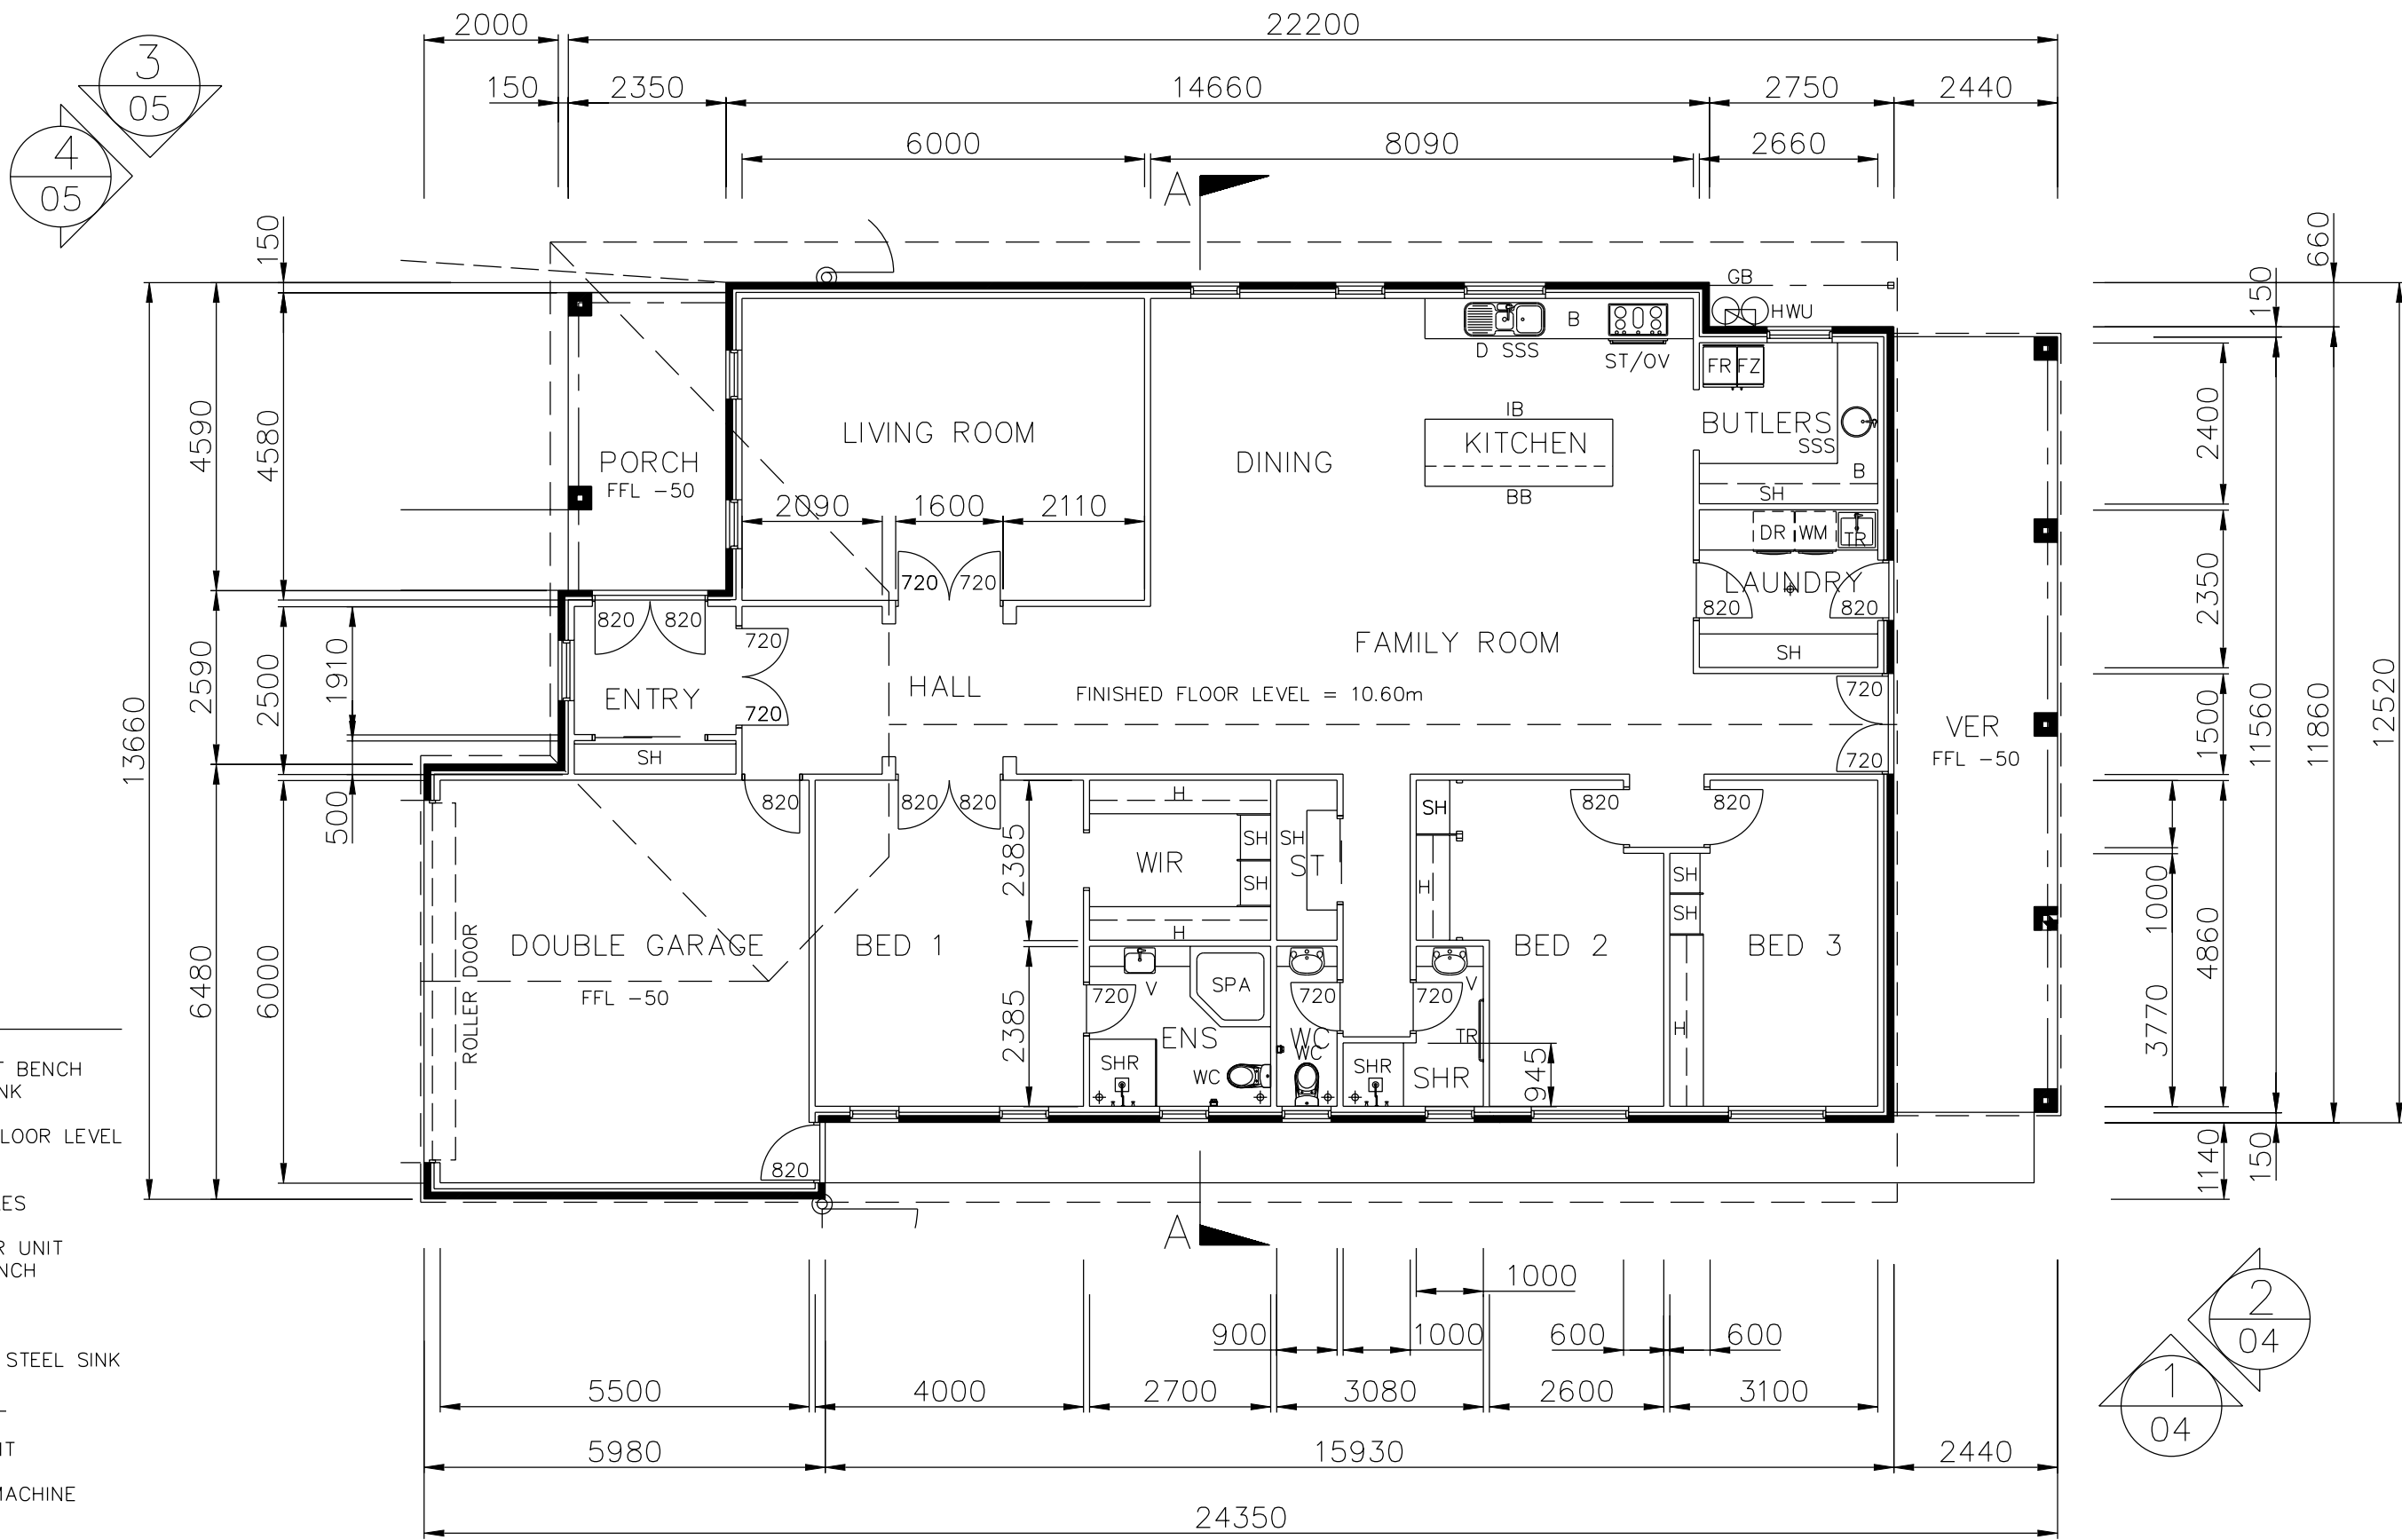 2000 22200
150 2350 14660 2750 2440
6000 8090 2660
3
05
4
05
A
150
660
150
GB
HWU
B
D SSS
ST/OV
FR FZ
IB
KITCHEN
BB
BUTLERS
SSS
B
SH
LIVING ROOM
DINING
PORCH
FFL -50
2090 1600 2110
4590
4580
2400
DR WM TR
LAUNDRY
820 820
SH
720 720
820 820
720
720
ENTRY
HALL
SH
FAMILY ROOM
FINISHED FLOOR LEVEL = 10.60m
720
720
VER
FFL -50
13660
2590
2500
1910
500
2350
1500
11560
11860
12520
820
820 820
H
SH
SH
WIR
H
2385
SH
ST
SH
H
820 820
SH
SH
H
DOUBLE GARAGE
FFL -50
ROLLER DOOR
BED 1
BED 2
BED 3
6480
6000
1000
3770
4860
2385
V
SPA
720
ENS
SHR
WC
720
WC
WC
720
V
TR
SHR
SHR
945
820
1140
150
A
T BENCH
NK
LOOR LEVEL
ES
R UNIT
NCH
STEEL SINK
IT
MACHINE
1000
900 1000 600 600
5500 4000 2700 3080 2600 3100
5980 15930 2440
24350
2
04
1
04